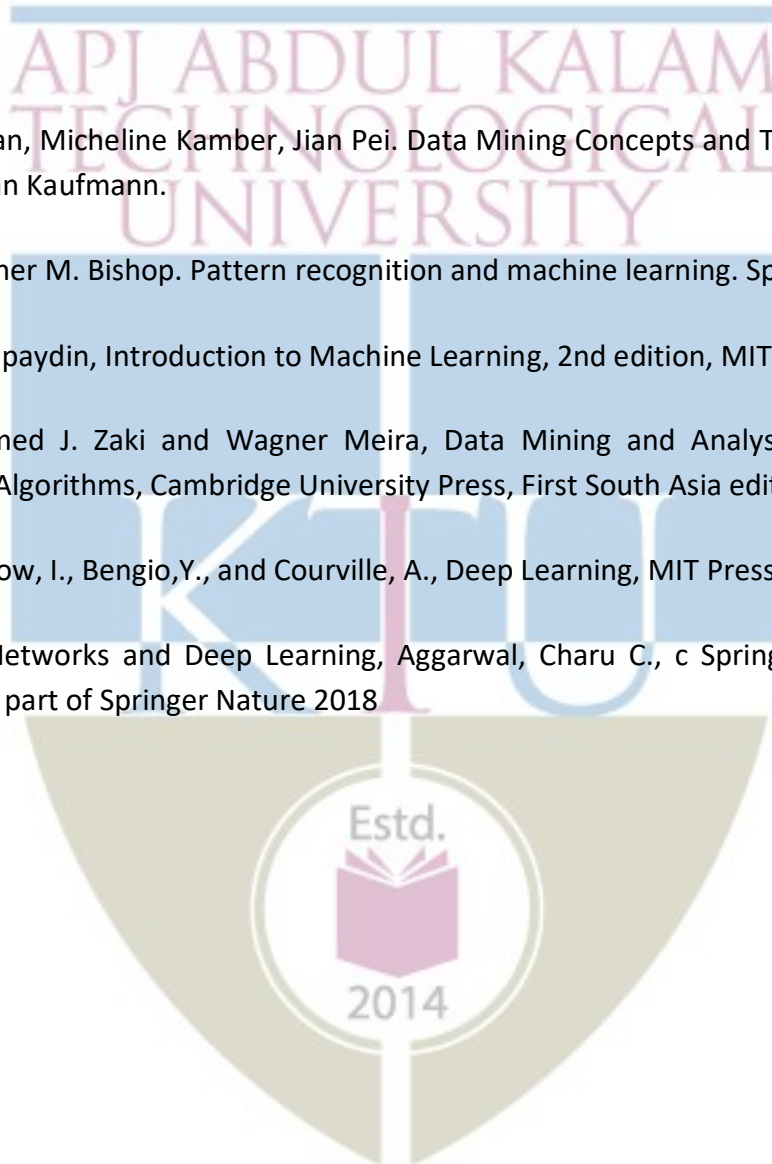 APJ ABDUL KALAM
TECHNOLOGICAL
UNIVERSITY
an, Micheline Kamber, Jian Pei. Data Mining Concepts and T
n Kaufmann.
ner M. Bishop. Pattern recognition and machine learning. Sp
paydin, Introduction to Machine Learning, 2nd edition, MIT
med J. Zaki and Wagner Meira, Data Mining and Analys
Algorithms, Cambridge University Press, First South Asia edit
ow, I., Bengio,Y., and Courville, A., Deep Learning, MIT Press
Networks and Deep Learning, Aggarwal, Charu C., c Spring
part of Springer Nature 2018
KTU
Estd.
2014